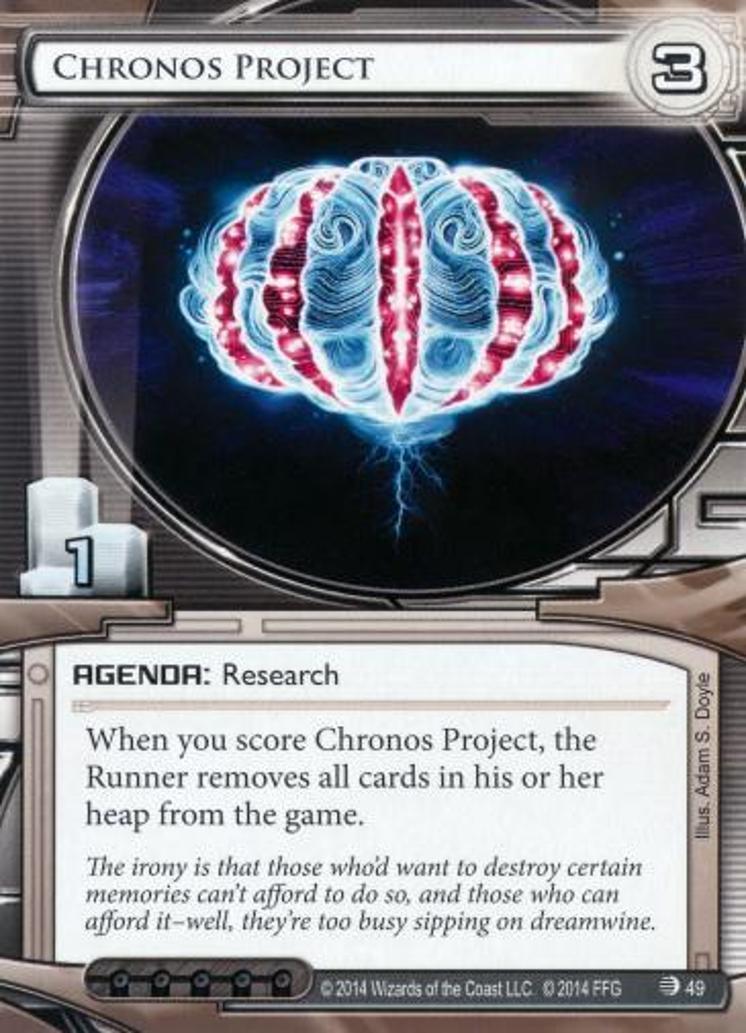 Chronos Project
3
1
AGENDA: Research
When you score Chronos Project, the
Runner removes all cards in his or her
heap from the game.
The irony is that those who'd want to destroy certain
memories can't afford to do so, and those who can
afford it–well, they're too busy sipping on dreamwine.
Illus. Adam S. Doyle
© 2014 Wizards of the Coast LLC. © 2014 FFG
49